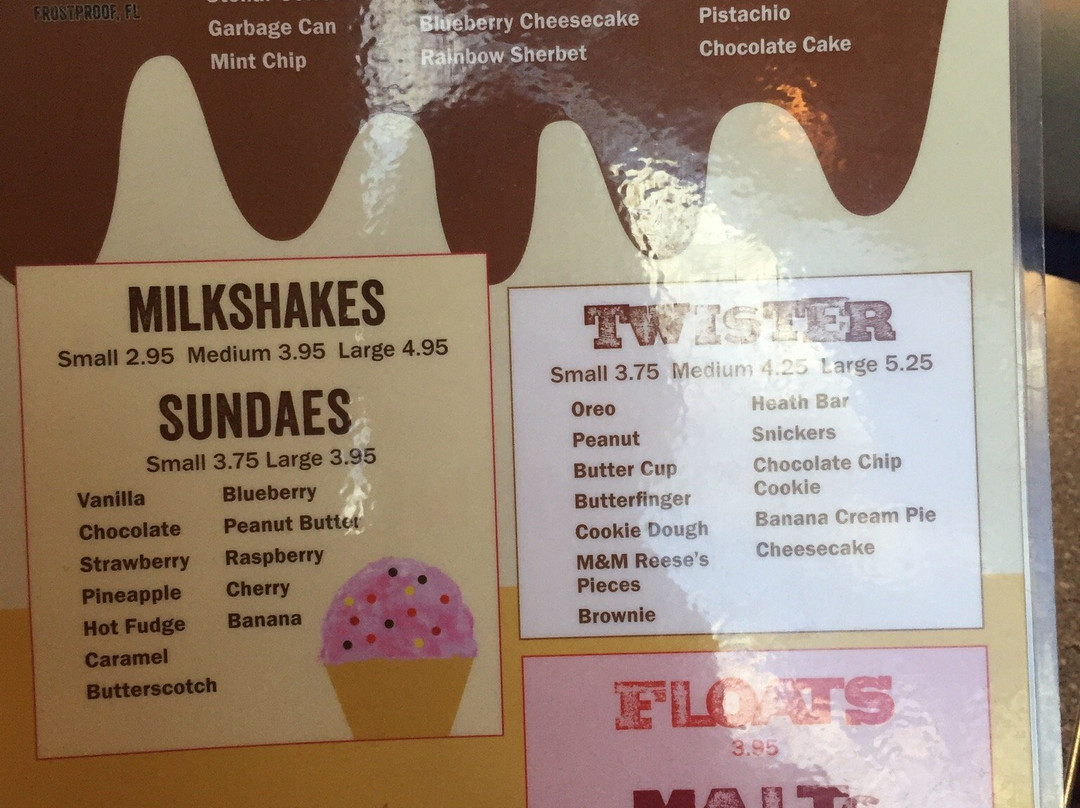 FROSTPROOF, FL
Garbage Can
Mint Chip
Blueberry Cheesecake
Rainbow Sherbet
Pistachio
Chocolate Cake
MILKSHAKES
Small 2.95 Medium 3.95 Large 4.95
SUNDAES
Small 3.75 Large 3.95
Vanilla
Chocolate
Strawberry
Pineapple
Hot Fudge
Caramel
Butterscotch
Blueberry
Peanut Butter
Raspberry
Cherry
Banana
TWISTER
Small 3.75 Medium 4.25 Large 5.25
Oreo
Peanut
Butter Cup
Butterfinger
Cookie Dough
M&M Reese's
Pieces
Brownie
Heath Bar
Snickers
Chocolate Chip
Cookie
Banana Cream Pie
Cheesecake
FLOATS
3.95
MALTS